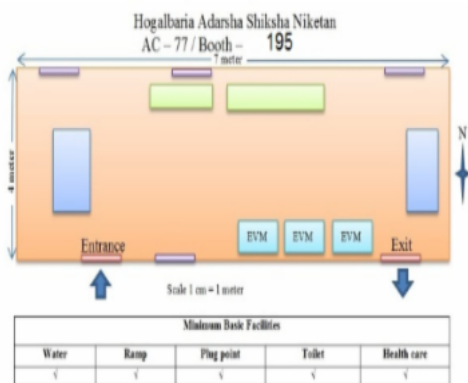 Hogalbaria Adarsha Shiksha Niketan
AC – 77 / Booth – 195
7 meter
4 meter
N
EVM EVM EVM
Entrance Exit
Scale 1 cm = 1 meter
Minimum Basic Facilities
Water Ramp Plug point Toilet Health care
√ √ √ √ √